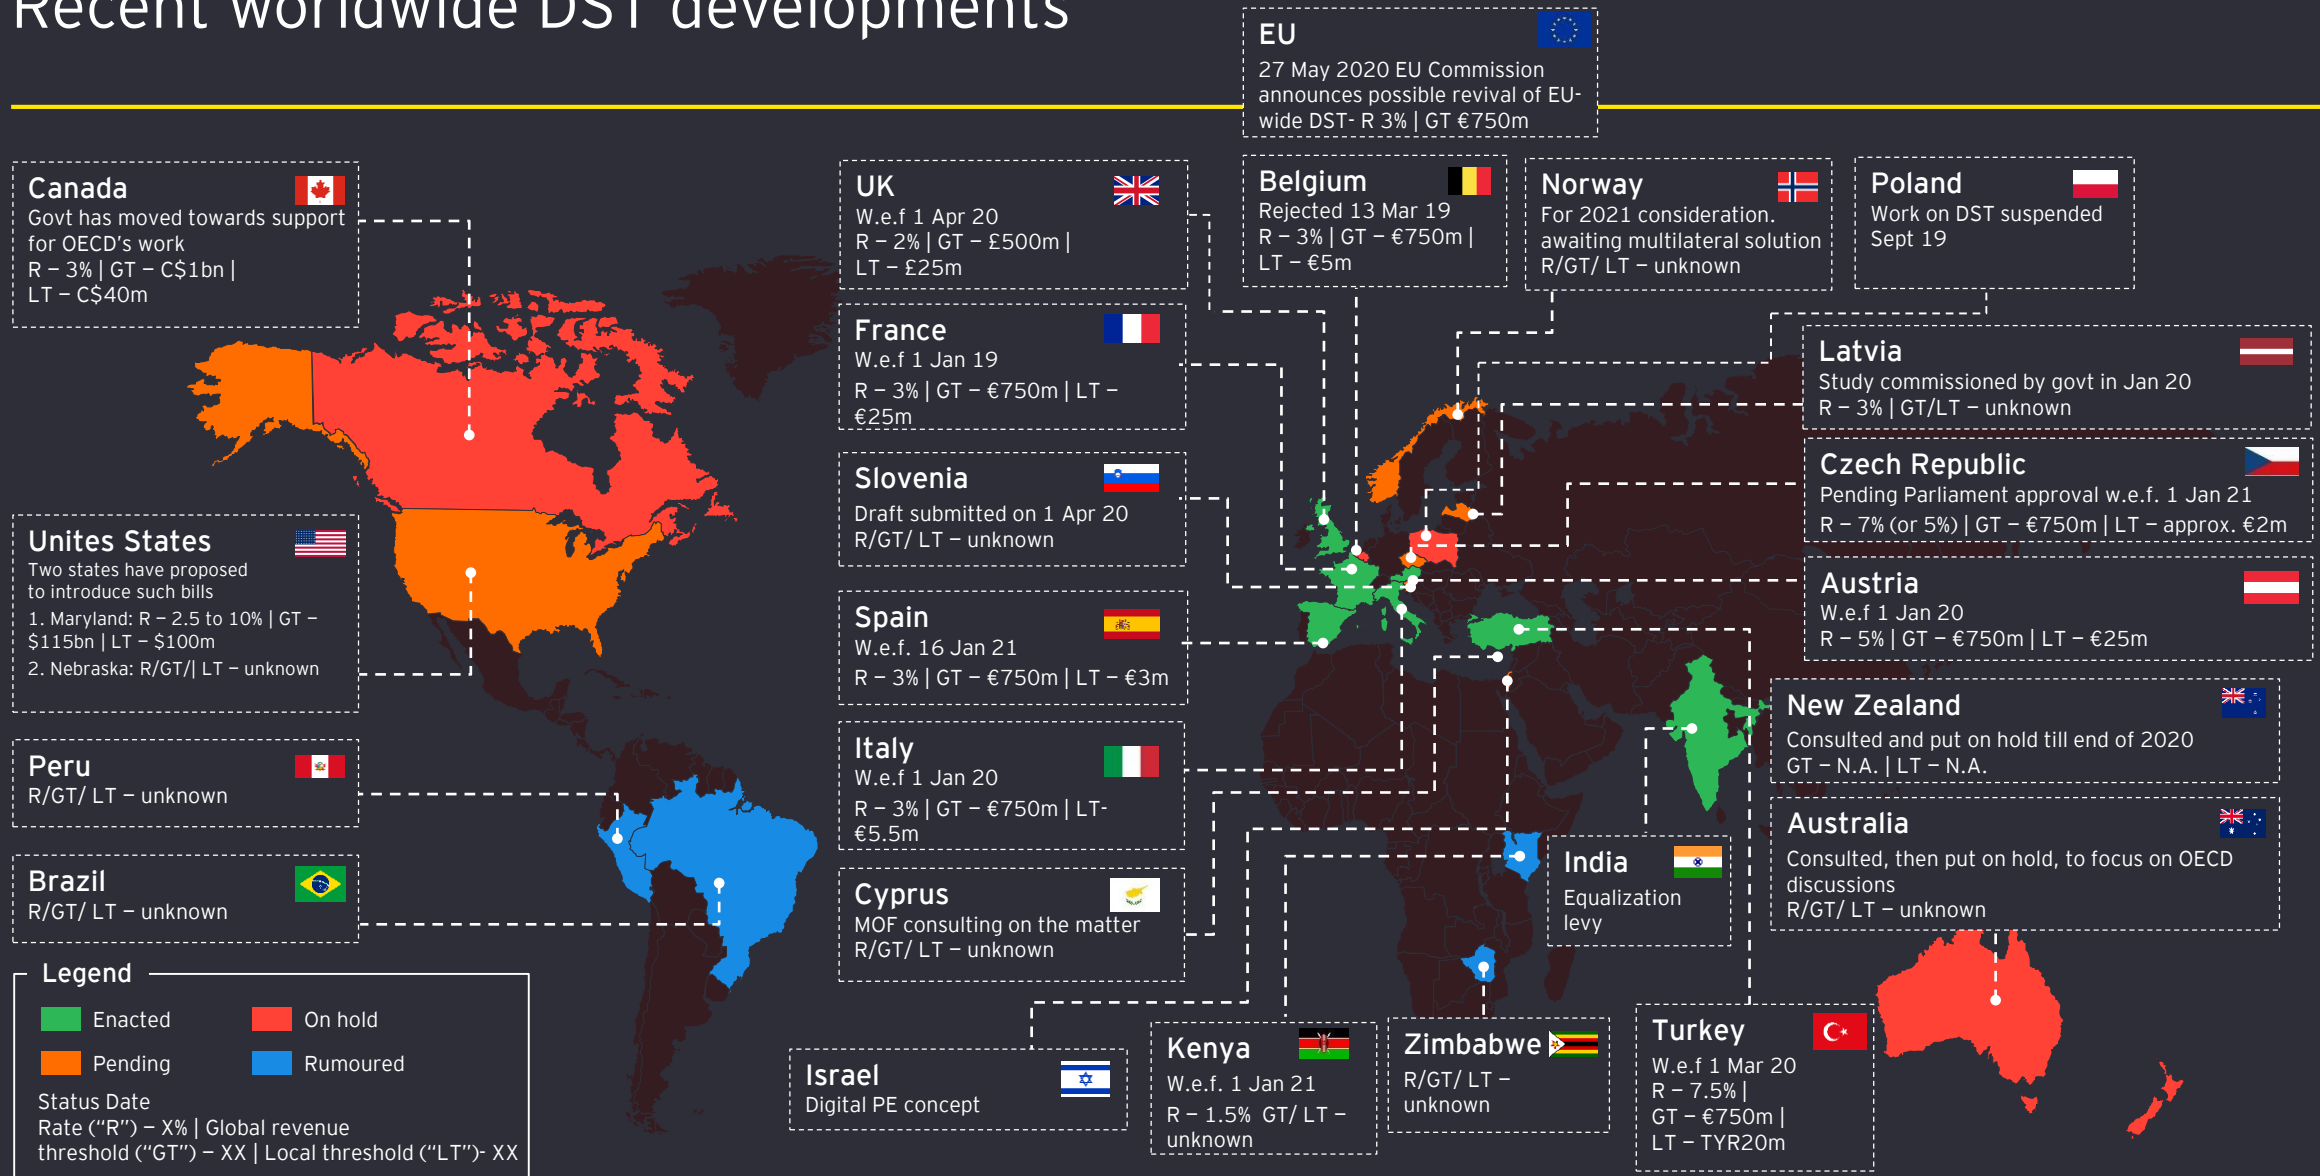 Recent worldwide DST developments
EU
27 May 2020 EU Commission
announces possible revival of EU-
wide DST- R 3% | GT €750m
Canada
Govt has moved towards support
for OECD's work
R – 3% | GT – C$1bn |
LT – C$40m
UK
W.e.f 1 Apr 20
R – 2% | GT – £500m |
LT – £25m
Belgium
Rejected 13 Mar 19
R – 3% | GT – €750m |
LT – €5m
Norway
For 2021 consideration.
awaiting multilateral solution
R/GT/ LT – unknown
Poland
Work on DST suspended
Sept 19
France
W.e.f 1 Jan 19
R – 3% | GT – €750m | LT –
€25m
Latvia
Study commissioned by govt in Jan 20
R – 3% | GT/LT – unknown
Slovenia
Draft submitted on 1 Apr 20
R/GT/ LT – unknown
Czech Republic
Pending Parliament approval w.e.f. 1 Jan 21
R – 7% (or 5%) | GT – €750m | LT – approx. €2m
Unites States
Two states have proposed
to introduce such bills
1. Maryland: R – 2.5 to 10% | GT –
$115bn | LT – $100m
2. Nebraska: R/GT/| LT – unknown
Spain
W.e.f. 16 Jan 21
R – 3% | GT – €750m | LT – €3m
Austria
W.e.f 1 Jan 20
R – 5% | GT – €750m | LT – €25m
New Zealand
Consulted and put on hold till end of 2020
GT – N.A. | LT – N.A.
Peru
R/GT/ LT – unknown
Italy
W.e.f 1 Jan 20
R – 3% | GT – €750m | LT-
€5.5m
Australia
Consulted, then put on hold, to focus on OECD
discussions
R/GT/ LT – unknown
Brazil
R/GT/ LT – unknown
Cyprus
MOF consulting on the matter
R/GT/ LT – unknown
India
Equalization
levy
Israel
Digital PE concept
Kenya
W.e.f. 1 Jan 21
R – 1.5%  GT/ LT –
unknown
Zimbabwe
R/GT/ LT –
unknown
Turkey
W.e.f 1 Mar 20
R – 7.5% |
GT – €750m |
LT – TYR20m
Legend
Enacted
On hold
Pending
Rumoured
Status Date
Rate (“R”) – X% | Global revenue
threshold (“GT”) – XX | Local threshold (“LT”)- XX